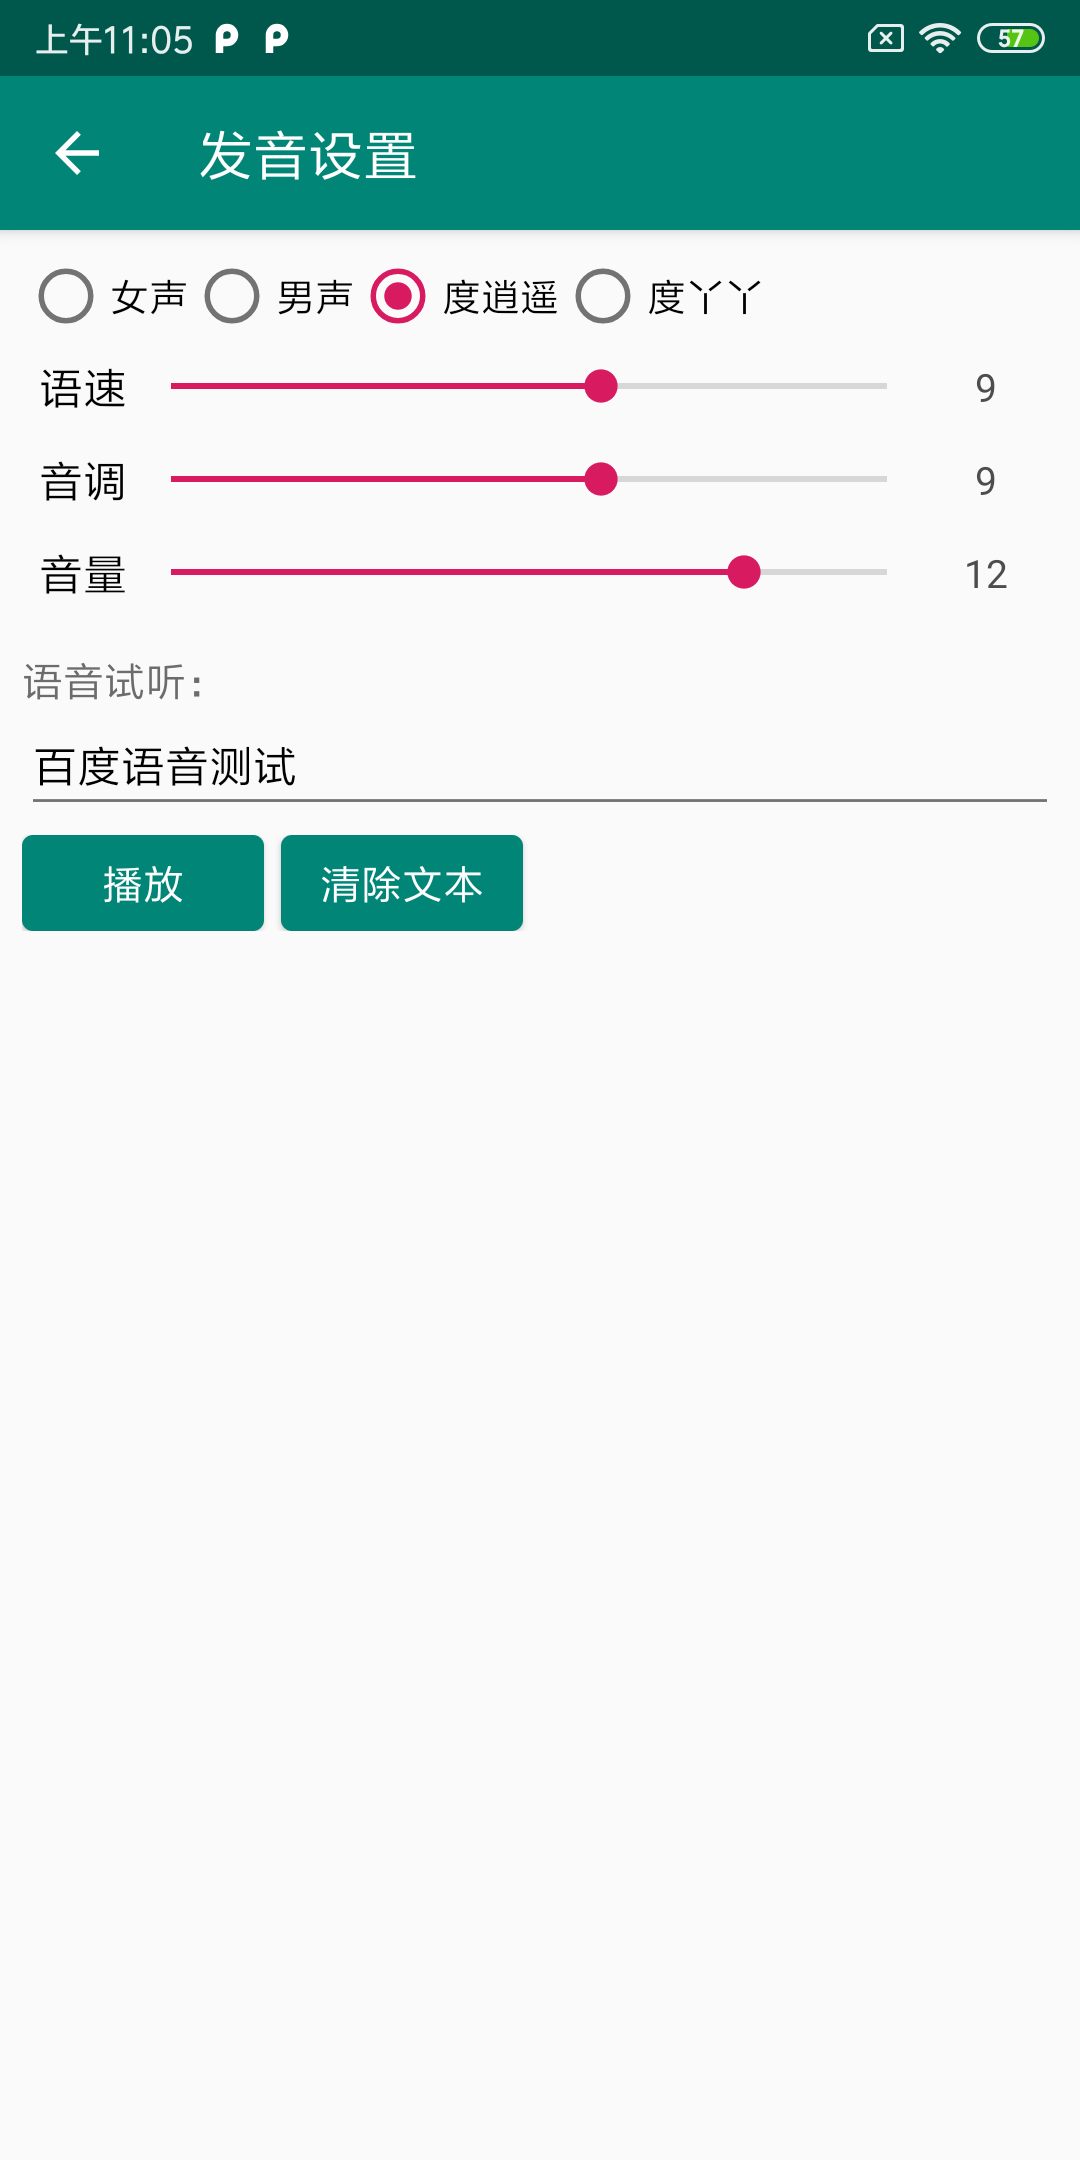 上午11:05 57
发音设置
女声 男声 度逍遥 度丫丫
语速 9
音调 9
音量 12
语音试听:
百度语音测试
播放 清除文本